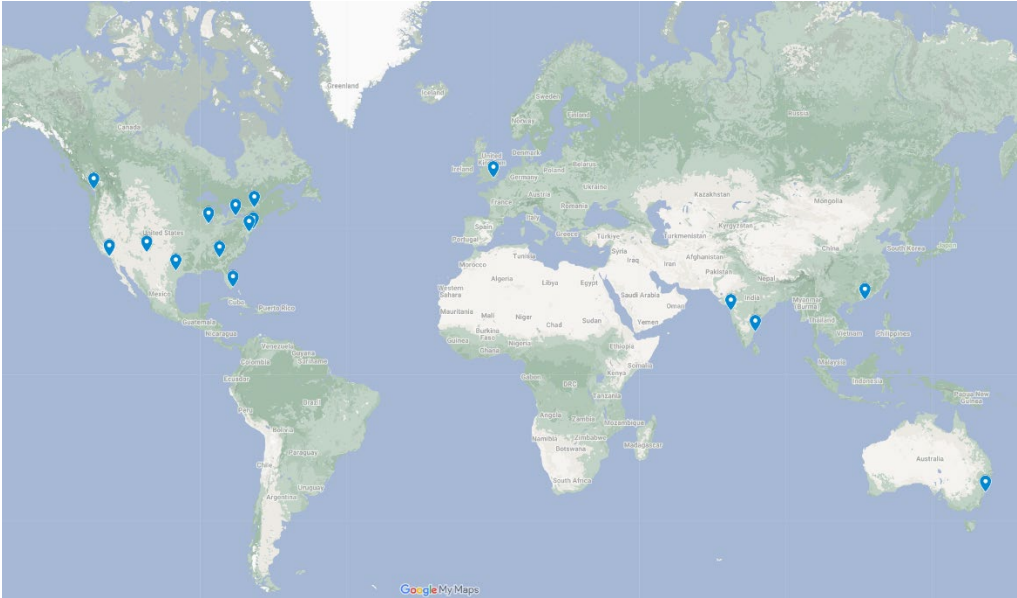 Greenland
Iceland
Sweden
Finland
Norway
Russia
Canada
United
Kingdom
Ireland
Denmark
Belarus
Poland
Germany
Ukraine
Kazakhstan
Austria
Mongolia
France
Romania
Italy
Kyrgyzstan
United States
Spain
Greece
Türkiye
Turkmenistan
Portugal
China
South Korea
Japan
Syria
Afghanistan
Tunisia
Iraq
Iran
Morocco
Pakistan
Algeria
Nepal
Libya
Egypt
Western
Sahara
Saudi Arabia
India
Mexico
Cuba
Puerto Rico
Oman
Myanmar
(Burma)
Mauritania
Mali
Niger
Sudan
Yemen
Thailand
Guatemala
Chad
Vietnam
Philippines
Nicaragua
Burkina
Faso
Guinea
Nigeria
Ethiopia
Venezuela
Ghana
Guyana
Suriname
Colombia
Somalia
Malaysia
Ecuador
Gabon
Kenya
DRC
Indonesia
Tanzania
Papua New
Guinea
Brazil
Peru
Angola
Zambia
Mozambique
Bolivia
Namibia
Zimbabwe
Madagascar
Botswana
Paraguay
Chile
Australia
South Africa
Uruguay
Argentina
Google My Maps